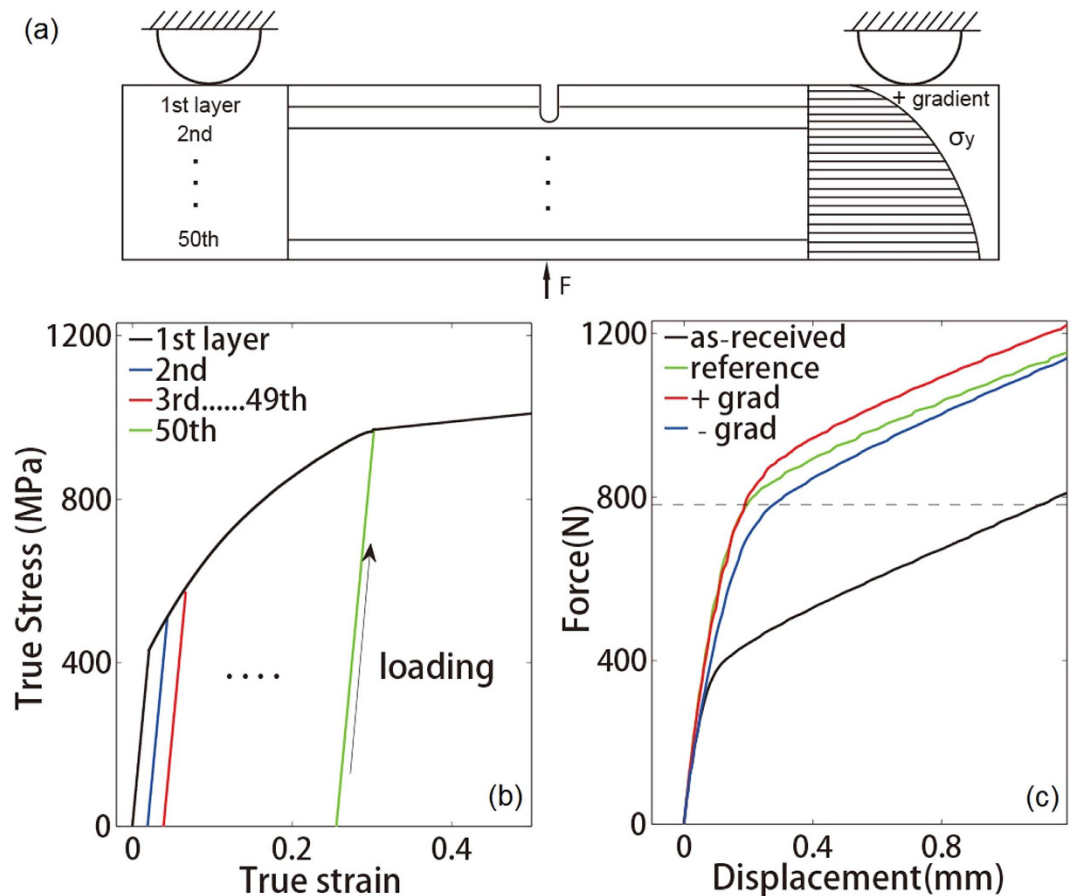 (a)
1st layer
2nd
50th
+ gradient
σy
F
1200
800
400
0
True Stress (MPa)
1st layer
2nd
3rd......49th
50th
....
loading
(b)
0
0.2
0.4
True strain
1200
800
400
0
Force(N)
as-received
reference
+ grad
- grad
(c)
0
0.4
0.8
Displacement(mm)